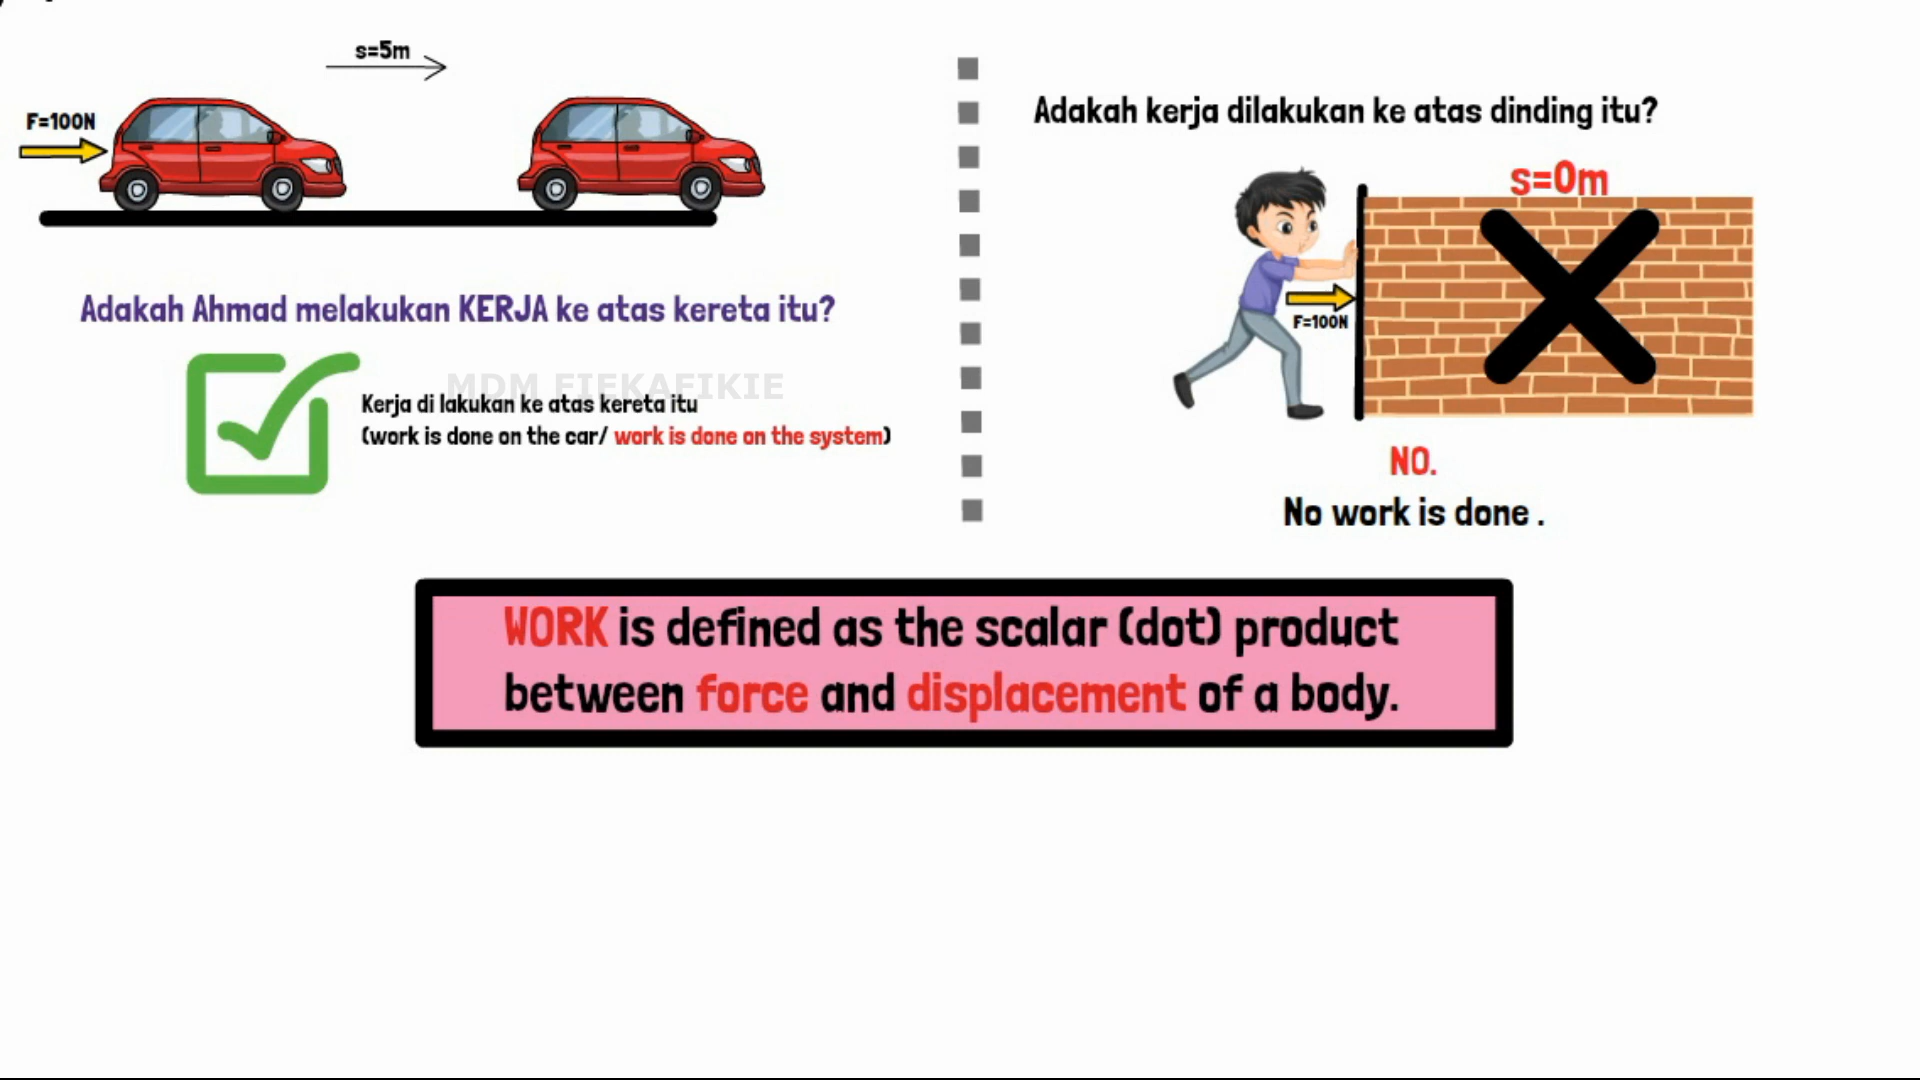 s=5m
F=100N
Adakah Ahmad melakukan KERJA ke atas kereta itu?
MDM FIEKAFIKIE
Kerja di lakukan ke atas kereta itu
(work is done on the car/ work is done on the system)
Adakah kerja dilakukan ke atas dinding itu?
s=0m
F=100N
NO.
No work is done .
WORK is defined as the scalar (dot) product
between force and displacement of a body.